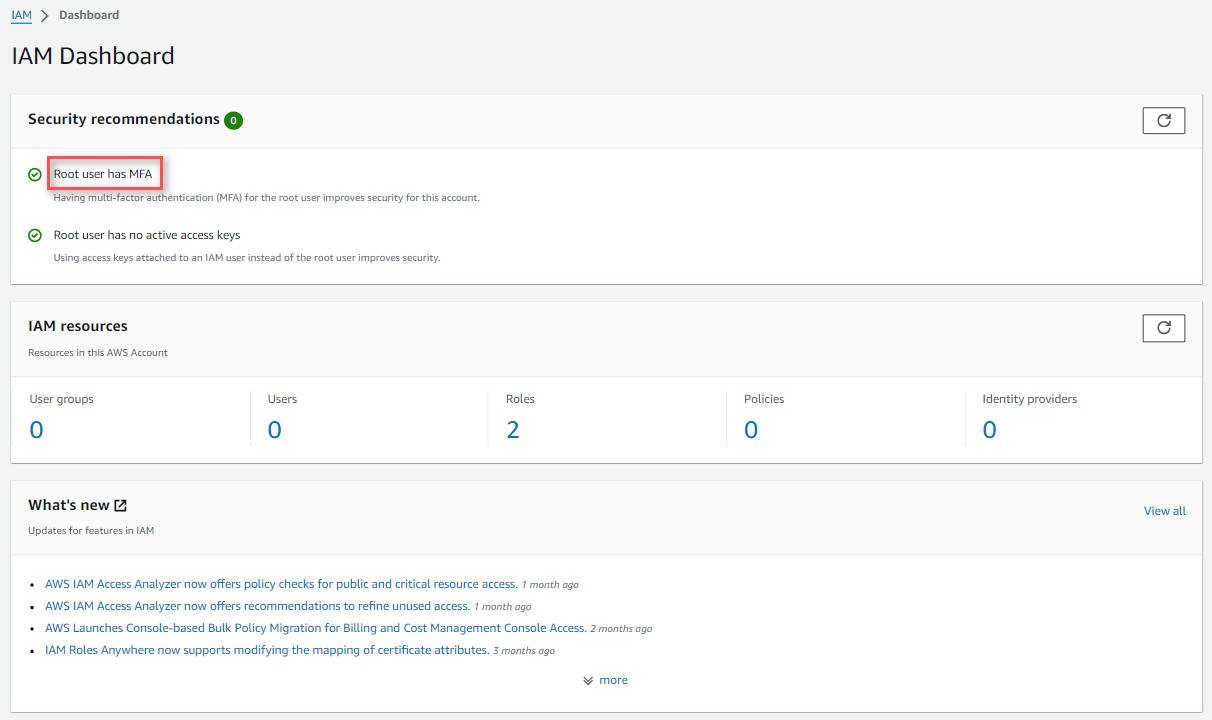 IAM > Dashboard
IAM Dashboard
Security recommendations 0
Root user has MFA
Having multi-factor authentication (MFA) for the root user improves security for this account.
Root user has no active access keys
Using access keys attached to an IAM user instead of the root user improves security.
IAM resources
Resources in this AWS Account
User groups Users Roles Policies Identity providers
0 0 2 0 0
What's new
View all
Updates for features in IAM
• AWS IAM Access Analyzer now offers policy checks for public and critical resource access. 1 month ago
• AWS IAM Access Analyzer now offers recommendations to refine unused access. 1 month ago
• AWS Launches Console-based Bulk Policy Migration for Billing and Cost Management Console Access. 2 months ago
• IAM Roles Anywhere now supports modifying the mapping of certificate attributes. 3 months ago
more